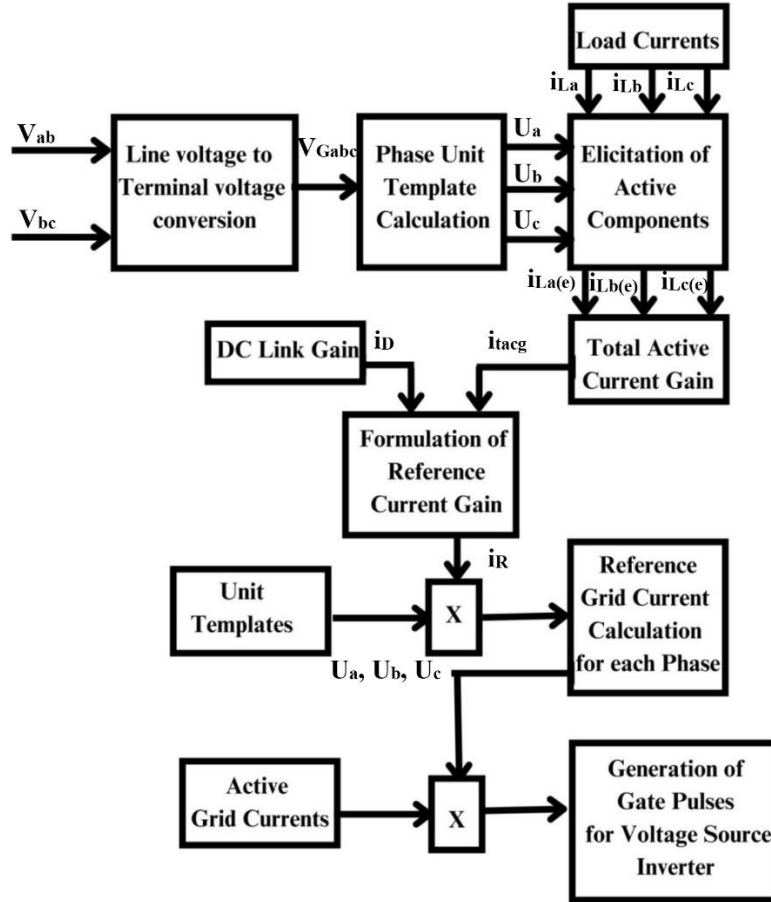 Load Currents
iLa iLb iLc
Vab
Line voltage to
Terminal voltage
conversion
VGabc
Phase Unit
Template
Calculation
Ua
Ub
Uc
Elicitation of
Active
Components
Vbc
iLa(e) iLb(e) iLc(e)
DC Link Gain
iD
itacg
Total Active
Current Gain
Formulation of
Reference
Current Gain
iR
Unit
Templates
X
Reference
Grid Current
Calculation
for each Phase
Ua, Ub, Uc
Active
Grid Currents
X
Generation of
Gate Pulses
for Voltage Source
Inverter